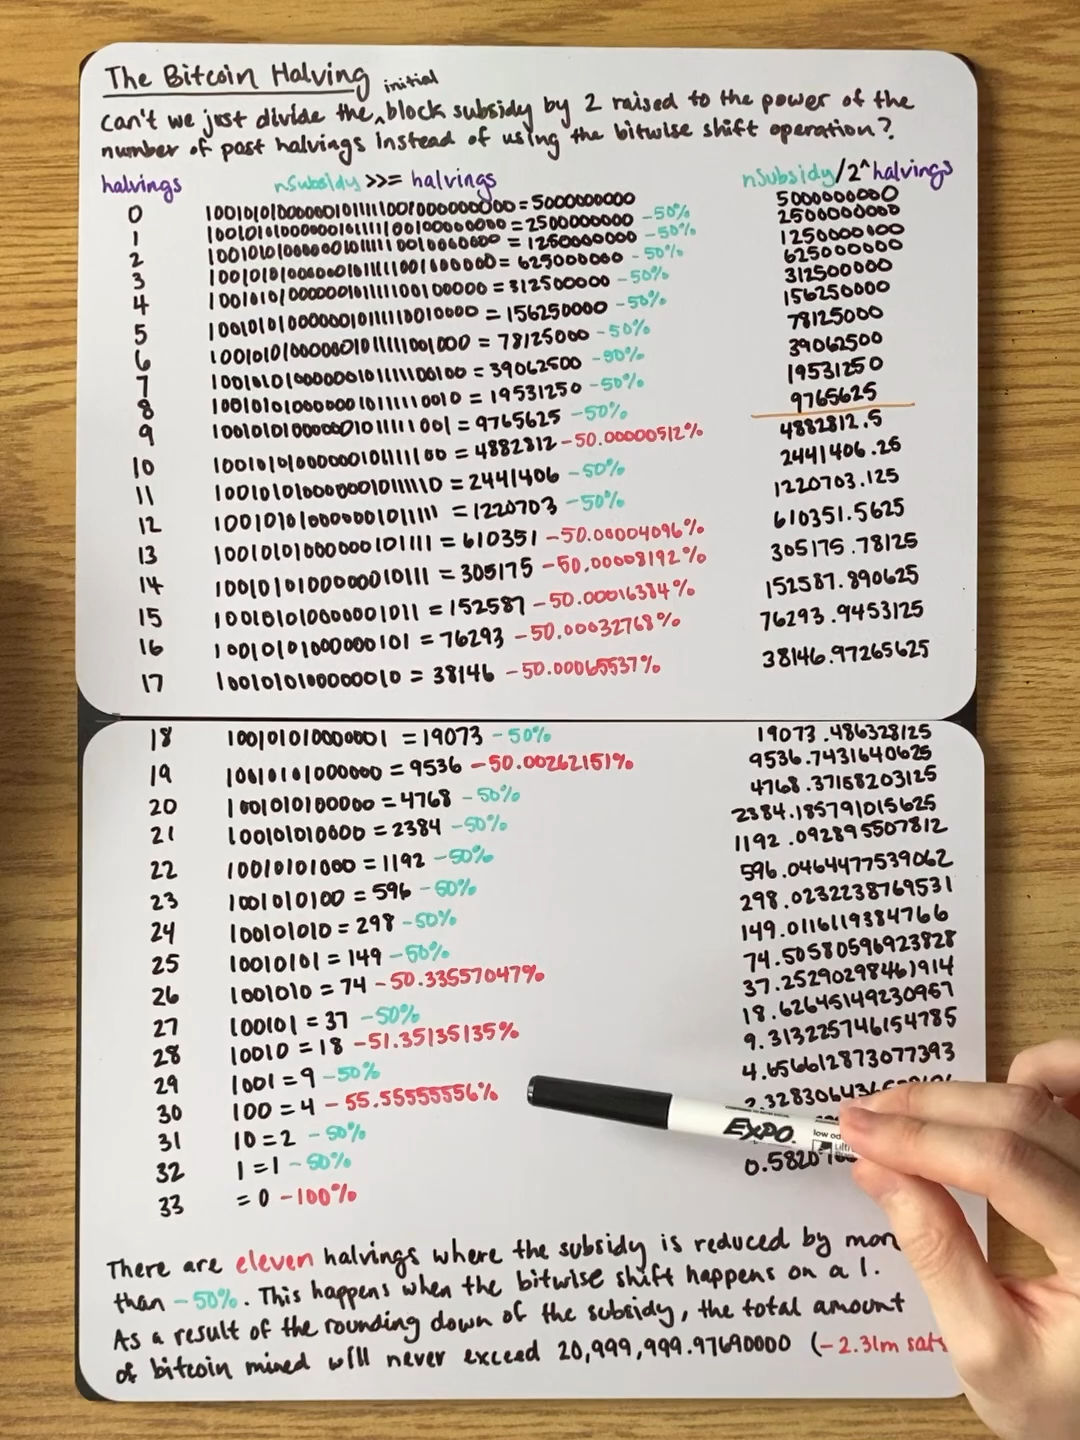 The Bitcoin Halving
initial
can't we just divide the ^ block subsidy by 2 raised to the power of the
number of past halvings instead of using the bitwise shift operation?
halvings nSubsidy >>= halvings nSubsidy/2^halvings
0 100101010000001011111001000000000 = 5000000000 5000000000
1 10010101000000101111100100000000 = 2500000000 -50% 2500000000
2 1001010100000010111110010000000 = 1250000000 -50% 1250000000
3 100101010000001011111001000000 = 625000000 -50% 625000000
4 10010101000000101111100100000 = 312500000 -50% 312500000
5 1001010100000010111110010000 = 156250000 -50% 156250000
6 100101010000001011111001000 = 78125000 -50% 78125000
7 10010101000000101111100100 = 39062500 -50% 39062500
8 1001010100000010111110010 = 19531250 -50% 19531250
9 100101010000001011111001 = 9765625 -50% 9765625
10 10010101000000101111100 = 4882812 -50.00000512% 4882812.5
11 1001010100000010111110 = 2441406 -50% 2441406.25
12 100101010000001011111 = 1220703 -50% 1220703.125
13 10010101000000101111 = 610351 -50.00004096% 610351.5625
14 1001010100000010111 = 305175 -50.00008192% 305175.78125
15 100101010000001011 = 152587 -50.00016384% 152587.890625
16 10010101000000101 = 76293 -50.00032768% 76293.9453125
17 1001010100000010 = 38146 -50.00065537% 38146.97265625
18 100101010000001 = 19073 -50% 19073.486328125
19 10010101000000 = 9536 -50.00262151% 9536.7431640625
20 1001010100000 = 4768 -50% 4768.37158203125
21 100101010000 = 2384 -50% 2384.185791015625
22 10010101000 = 1192 -50% 1192.092895507812
23 1001010100 = 596 -50% 596.0464477539062
24 100101010 = 298 -50% 298.0232238769531
25 10010101 = 149 -50% 149.0116119384766
26 1001010 = 74 -50.33557047% 74.50580596923828
27 100101 = 37 -50% 37.25290298461914
28 10010 = 18 -51.35135135% 18.62645149230957
29 1001 = 9 -50% 9.313225746154785
30 100 = 4 -55.55555556% 4.656612873077393
31 10 = 2 -50%
32 1 = 1 -50%
33 = 0 -100%
EXPO
There are eleven halvings where the subsidy is reduced by more
than -50%. This happens when the bitwise shift happens on a 1.
As a result of the rounding down of the subsidy, the total amount
of bitcoin mined will never exceed 20,999,999.97690000 (-2.31m sats